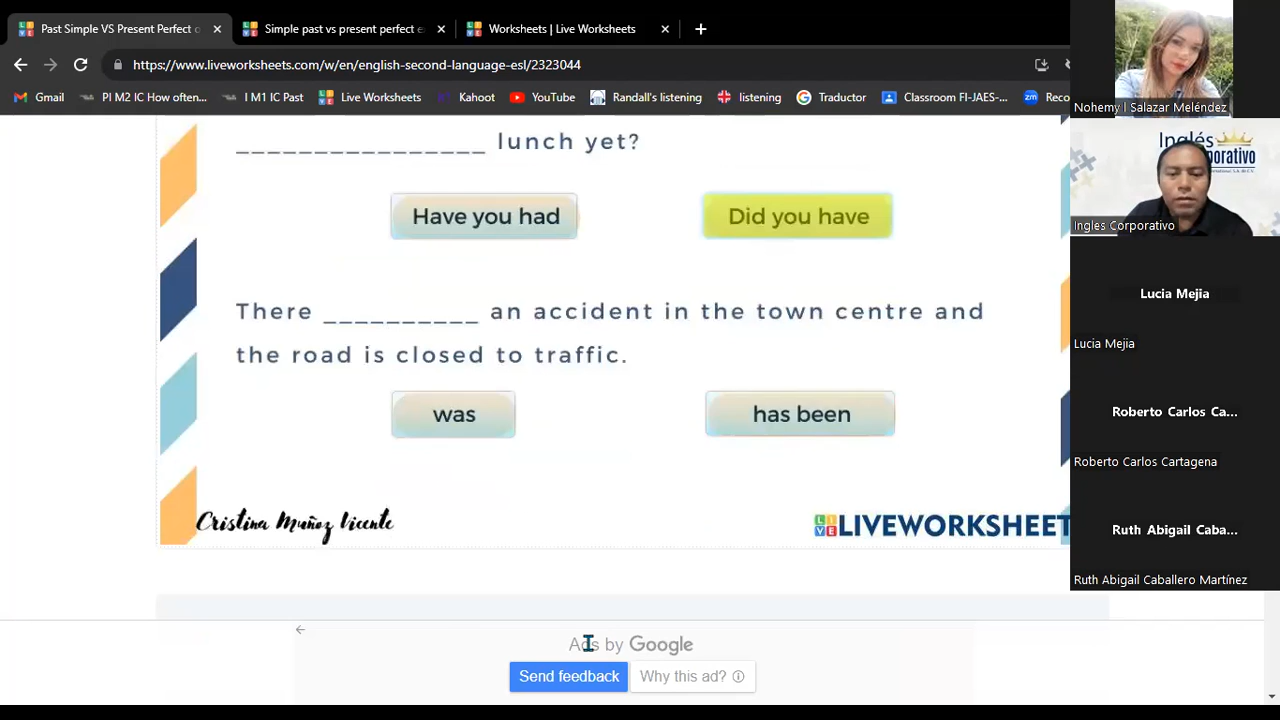 Past Simple VS Present Perfect o
Simple past vs present perfect e
Worksheets | Live Worksheets
https://www.liveworksheets.com/w/en/english-second-language-esl/2323044
Gmail
PI M2 IC How often...
I M1 IC Past
Live Worksheets
Kahoot
YouTube
Randall's listening
listening
Traductor
Classroom FI-JAES-...
Reco
_______________ lunch yet?
Have you had
Did you have
There __________ an accident in the town centre and
the road is closed to traffic.
was
has been
Cristina Muñoz Vicente
LIVE
LIVEWORKSHEET
Ads by Google
Send feedback
Why this ad?
Nohemy I Salazar Meléndez
Inglés
porativo
Ingles Corporativo
Lucia Mejia
Lucia Mejia
Roberto Carlos Ca...
Roberto Carlos Cartagena
Ruth Abigail Caba...
Ruth Abigail Caballero Martínez